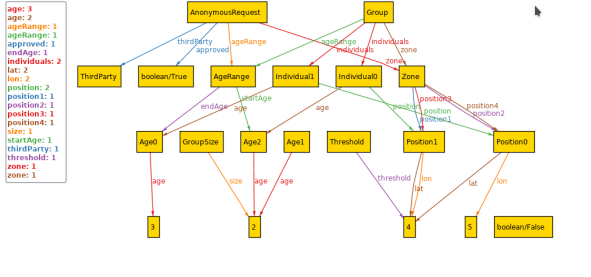 age: 3
age: 2
ageRange: 1
ageRange: 1
approved: 1
endAge: 1
individuals: 2
lat: 2
lon: 2
position: 2
position1: 1
position2: 1
position3: 1
position4: 1
size: 1
startAge: 1
thirdParty: 1
threshold: 1
zone: 1
zone: 1
AnonymousRequest
Group
thirdParty
approved
ageRange
ageRange
individuals
individuals
zone
zone
ThirdParty
boolean/True
AgeRange
Individual1
Individual0
Zone
endAge
startAge
age
age
position
position3
position
position1
position4
position2
Age0
GroupSize
Age2
Age1
Threshold
Position1
Position0
age
size
age
age
threshold
lon
lat
lat
lon
3
2
4
5
boolean/False